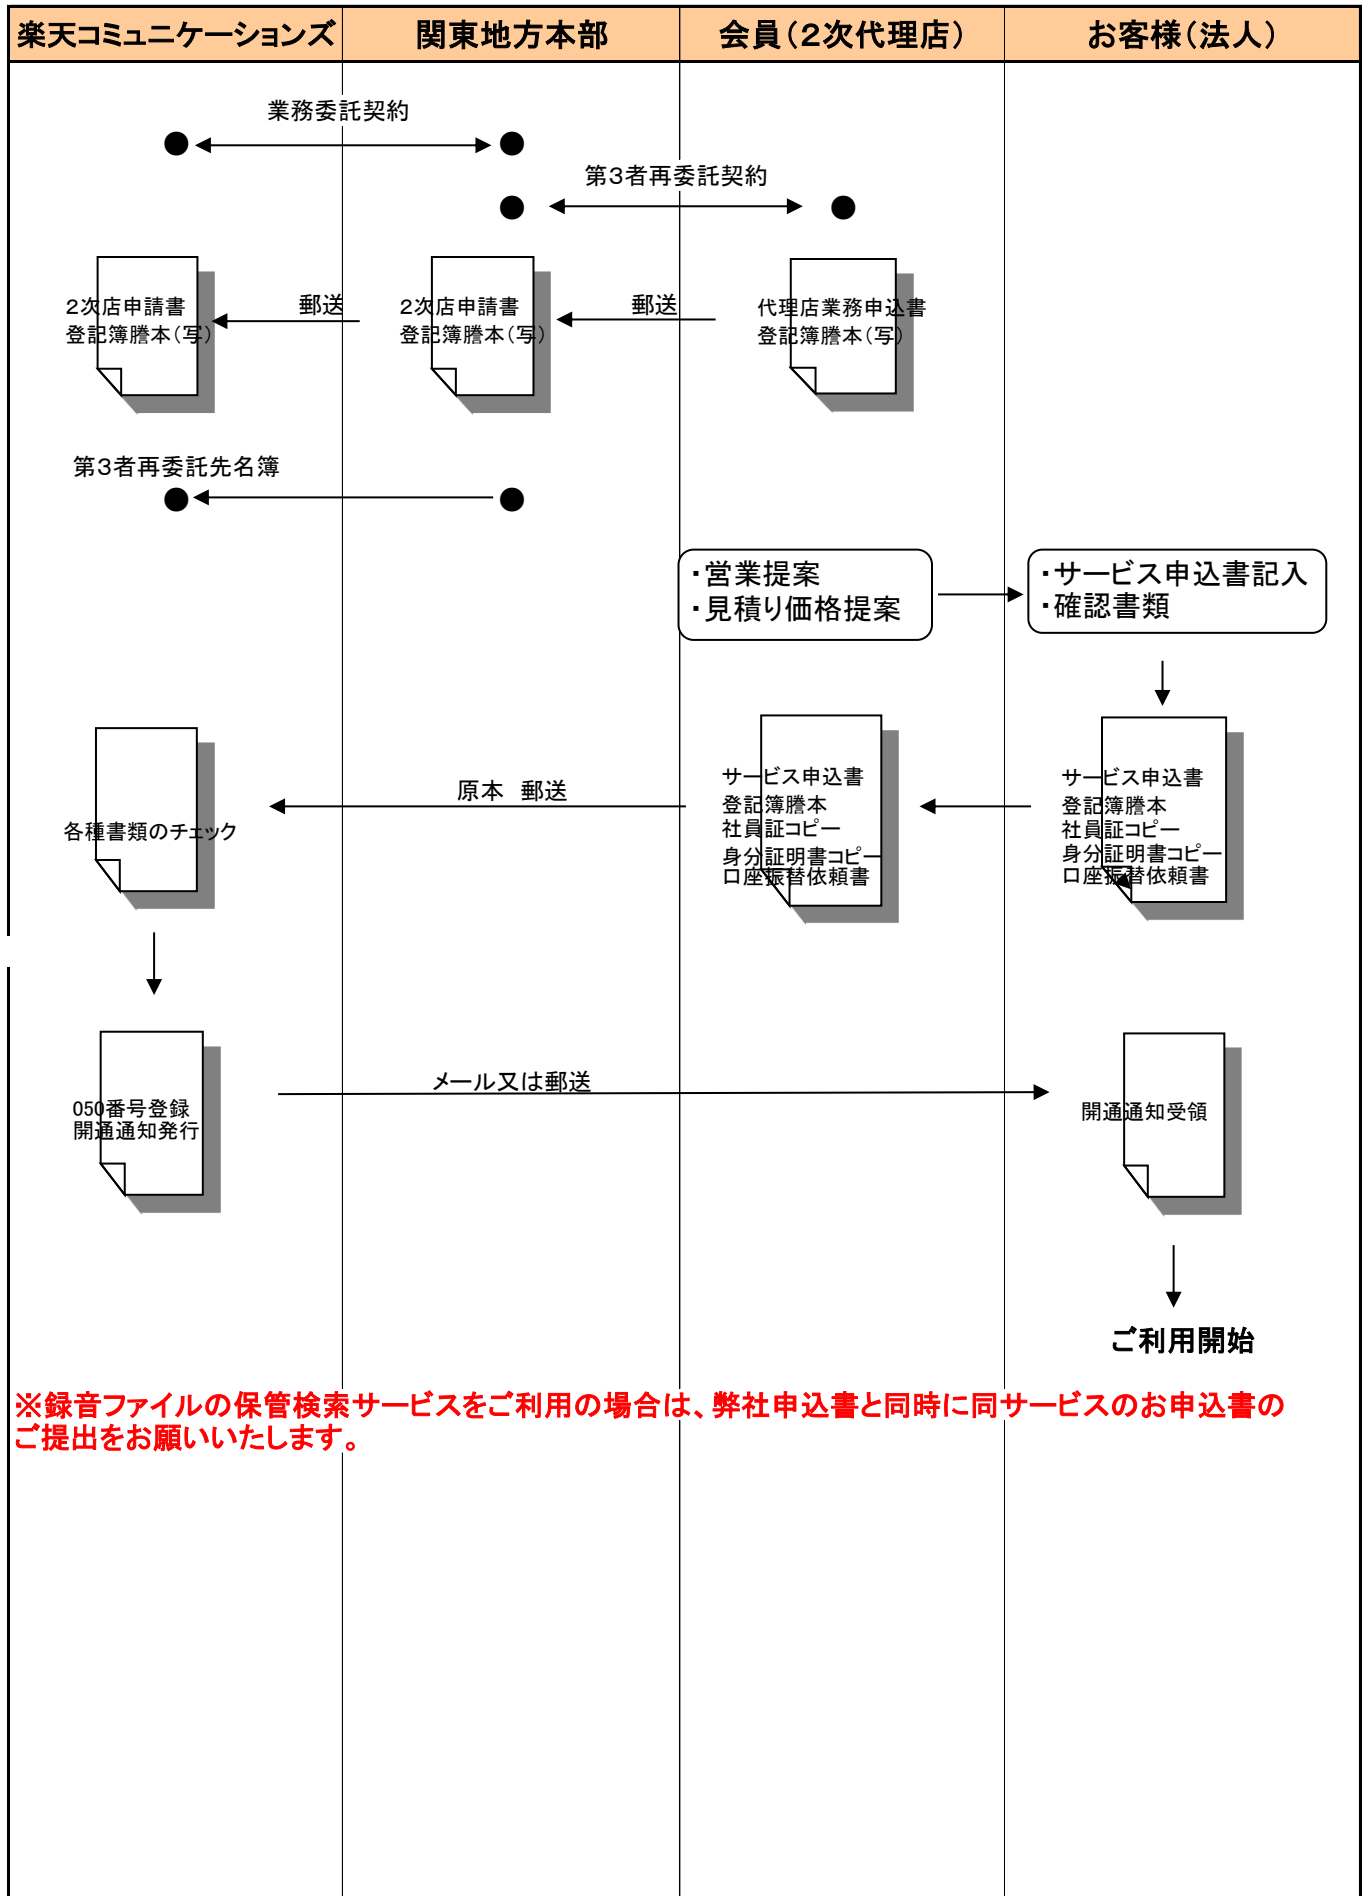 楽天コミュニケーションズ
関東地方本部
会員(2次代理店)
お客様(法人)
業務委託契約
第3者再委託契約
2次店申請書
登記簿謄本(写)
郵送
2次店申請書
登記簿謄本(写)
郵送
代理店業務申込書
登記簿謄本(写)
第3者再委託先名簿
・営業提案
・見積り価格提案
・サービス申込書記入
・確認書類
各種書類のチェック
原本 郵送
サービス申込書
登記簿謄本
社員証コピー
身分証明書コピー
口座振替依頼書
サービス申込書
登記簿謄本
社員証コピー
身分証明書コピー
口座振替依頼書
050番号登録
開通通知発行
メール又は郵送
開通通知受領
ご利用開始
※録音ファイルの保管検索サービスをご利用の場合は、弊社申込書と同時に同サービスのお申込書の
ご提出をお願いいたします。